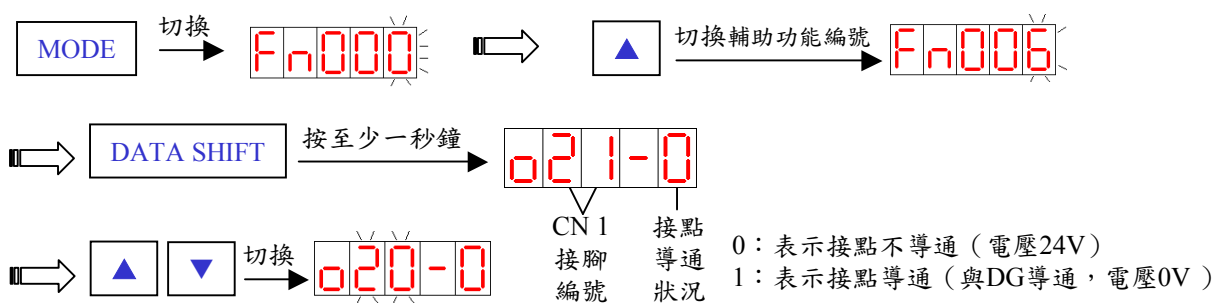 MODE 切換 Fn000 ▲ 切換輔助功能編號 Fn006
DATA SHIFT 按至少一秒鐘 o21-0
CN 1
接腳
編號
接點
導通
狀況
▲ ▼ 切換 o20-0
0：表示接點不導通（電壓24V）
1：表示接點導通（與DG導通，電壓0V ）